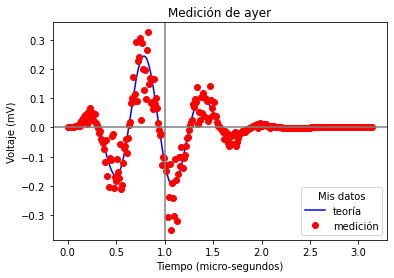 Medición de ayer
Voltaje (mV)
0.3
0.2
0.1
0.0
−0.1
−0.2
−0.3
Mis datos
teoría
medición
0.0 0.5 1.0 1.5 2.0 2.5 3.0
Tiempo (micro-segundos)